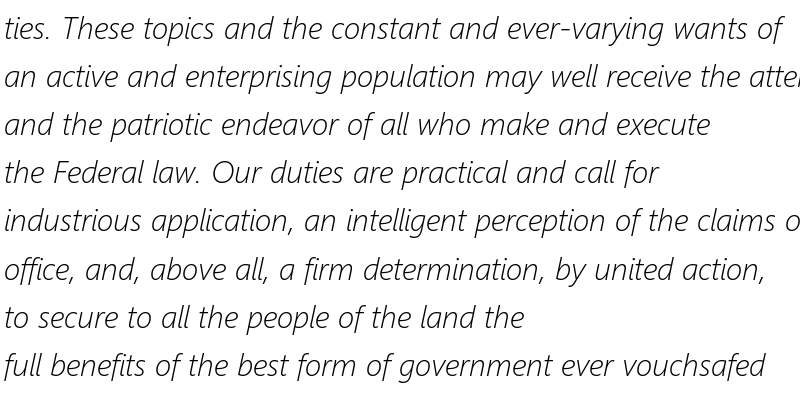 ties. These topics and the constant and ever-varying wants of
an active and enterprising population may well receive the
and the patriotic endeavor of all who make and execute
the Federal law. Our duties are practical and call for
industrious application, an intelligent perception of the claims
office, and, above all, a firm determination, by united action,
to secure to all the people of the land the
full benefits of the best form of government ever vouchsafed